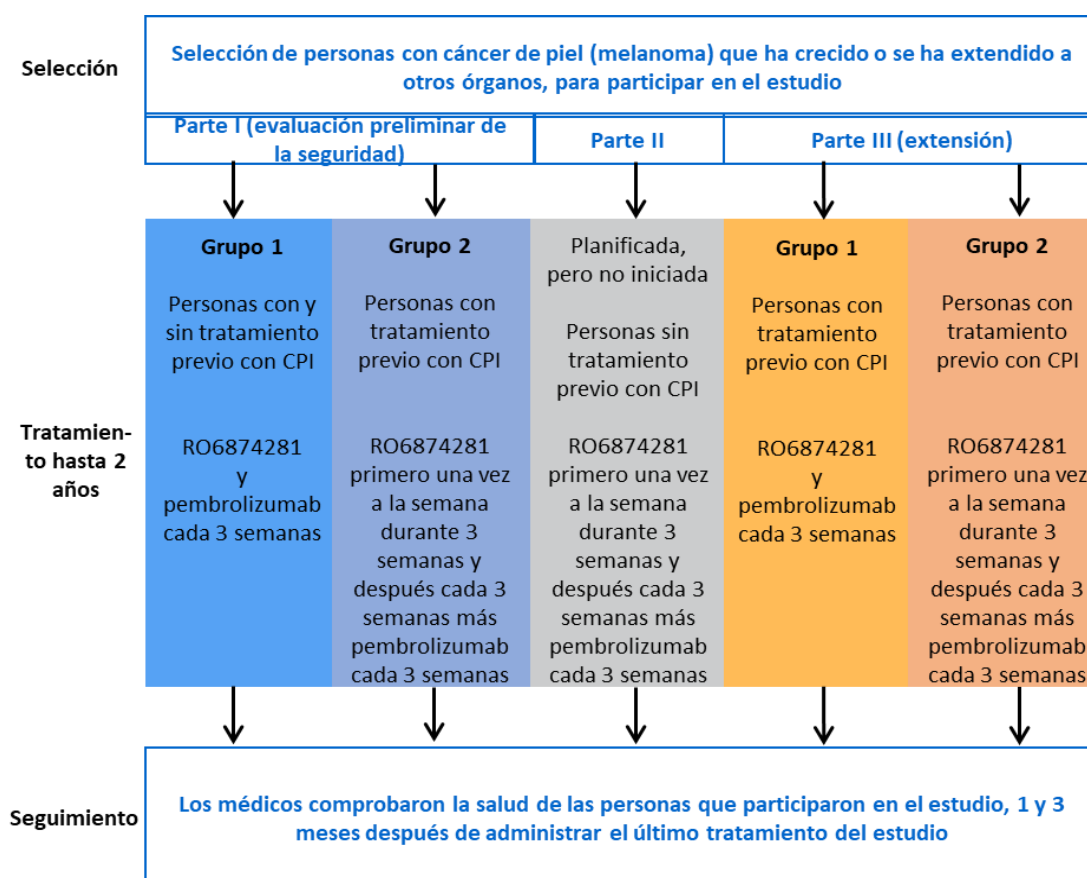 Selección
Selección de personas con cáncer de piel (melanoma) que ha crecido o se ha extendido a
otros órganos, para participar en el estudio
Parte I (evaluación preliminar de
la seguridad)
Parte II
Parte III (extensión)
Tratamien-
to hasta 2
años
Grupo 1
Personas con y
sin tratamiento
previo con CPI
RO6874281
y
pembrolizumab
cada 3 semanas
Grupo 2
Personas con
tratamiento
previo con CPI
RO6874281
primero una vez
a la semana
durante 3
semanas y
después cada 3
semanas más
pembrolizumab
cada 3 semanas
Planificada,
pero no iniciada
Personas sin
tratamiento
previo con CPI
RO6874281
primero una vez
a la semana
durante 3
semanas y
después cada 3
semanas más
pembrolizumab
cada 3 semanas
Grupo 1
Personas con
tratamiento
previo con CPI
RO6874281
y
pembrolizumab
cada 3 semanas
Grupo 2
Personas con
tratamiento
previo con CPI
RO6874281
primero una vez
a la semana
durante 3
semanas y
después cada 3
semanas más
pembrolizumab
cada 3 semanas
Seguimiento
Los médicos comprobaron la salud de las personas que participaron en el estudio, 1 y 3
meses después de administrar el último tratamiento del estudio